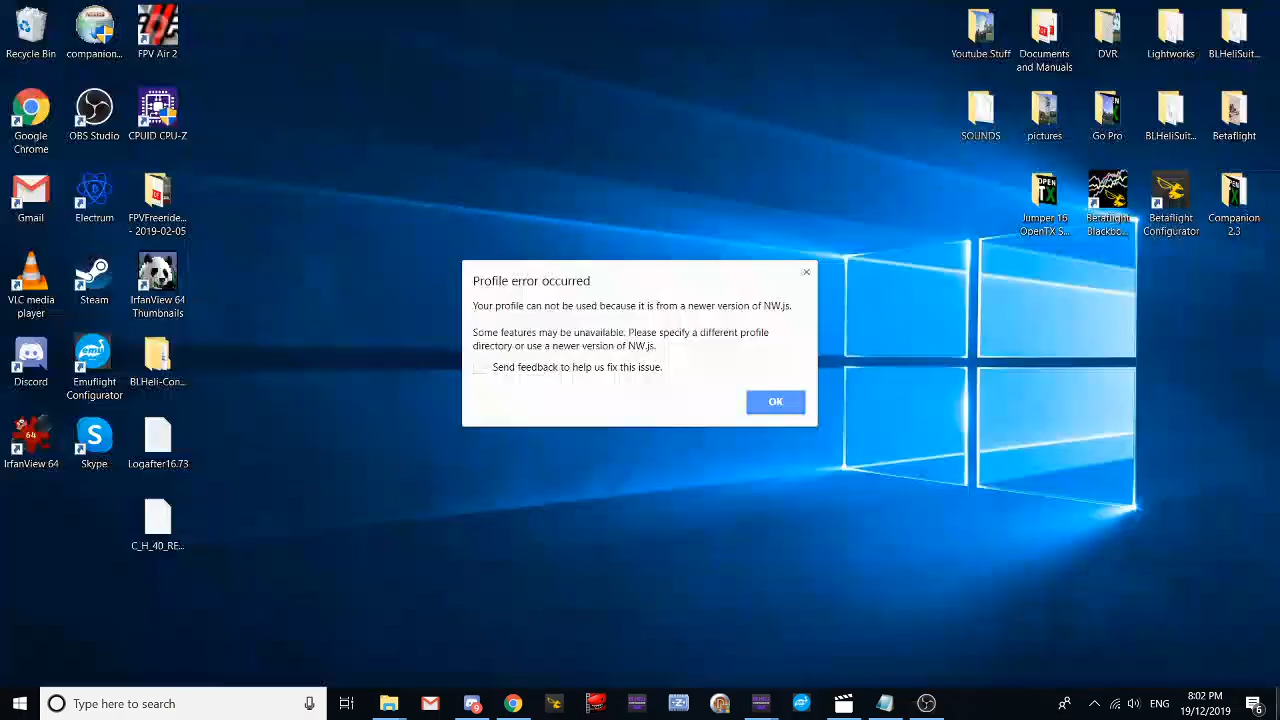 Recycle Bin
companion...
FPV Air 2
Google
Chrome
OBS Studio
CPUID CPU-Z
Gmail
Electrum
FPVFreeride...
- 2019-02-05
VLC media
player
Steam
IrfanView 64
Thumbnails
Discord
Emuflight
Configurator
BLHeli-Con...
IrfanView 64
Skype
Logafter16.73
C_H_40_RE...
Youtube Stuff
Documents
and Manuals
DVR
Lightworks
BLHeliSuit...
SOUNDS
pictures
Go Pro
BLHeliSuit...
Betaflight
Jumper 16
OpenTX S...
Betaflight
Blackbo...
Betaflight
Configurator
Companion
2.3
Profile error occurred
Your profile can not be used because it is from a newer version of NW.js.
Some features may be unavailable. Please specify a different profile
directory or use a newer version of NW.js.
Send feedback to help us fix this issue.
OK
Type here to search
ENG
8:02 PM
19/12/2019
6